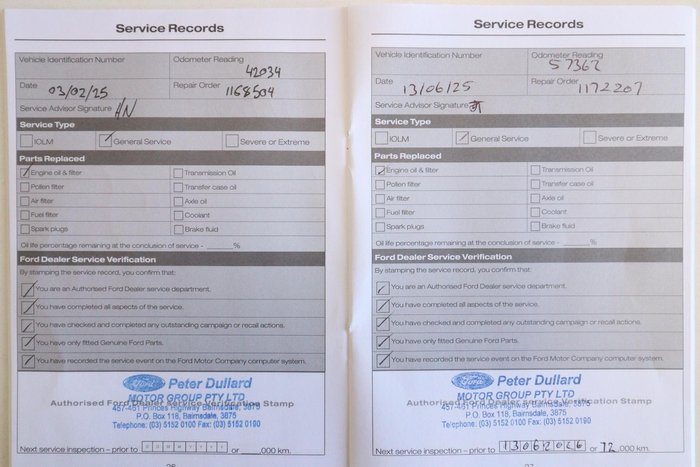 Service Records
Vehicle Identification Number
Odometer Reading
42034
Date 03/02/25
Repair Order 1168504
Service Advisor Signature HN
Service Type
IOLM General Service Severe or Extreme
Parts Replaced
Engine oil & filter Transmission Oil
Pollen filter Transfer case oil
Air filter Axle oil
Fuel filter Coolant
Spark plugs Brake fluid
Oil life percentage remaining at the conclusion of service - %
Ford Dealer Service Verification
By stamping the service record, you confirm that:
You are an Authorised Ford Dealer service department.
You have completed all aspects of the service.
You have checked and completed any outstanding campaign or recall actions.
You have only fitted Genuine Ford Parts.
You have recorded the service event on the Ford Motor Company computer system.
Ford Peter Dullard
MOTOR GROUP PTY LTD
Authorised Ford Dealer Service Verification Stamp
457-461 Princes Highway Bairnsdale, 3875
P.O. Box 118, Bairnsdale, 3875
Telephone: (03) 5152 0100 Fax: (03) 5152 0190
Next service inspection – prior to D D M M Y Y Y Y or ,000 km.
Service Records
Vehicle Identification Number
Odometer Reading
57362
Date 13/06/25
Repair Order 1172207
Service Advisor Signature
Service Type
IOLM General Service Severe or Extreme
Parts Replaced
Engine oil & filter Transmission Oil
Pollen filter Transfer case oil
Air filter Axle oil
Fuel filter Coolant
Spark plugs Brake fluid
Oil life percentage remaining at the conclusion of service - %
Ford Dealer Service Verification
By stamping the service record, you confirm that:
You are an Authorised Ford Dealer service department.
You have completed all aspects of the service.
You have checked and completed any outstanding campaign or recall actions.
You have only fitted Genuine Ford Parts.
You have recorded the service event on the Ford Motor Company computer system.
Ford Peter Dullard
MOTOR GROUP PTY LTD
Authorised Ford Dealer Service Verification Stamp
457-461 Princes Highway Bairnsdale, 3875
P.O. Box 118, Bairnsdale, 3875
Telephone: (03) 5152 0100 Fax: (03) 5152 0190
Next service inspection – prior to 13062026 or 72,000 km.